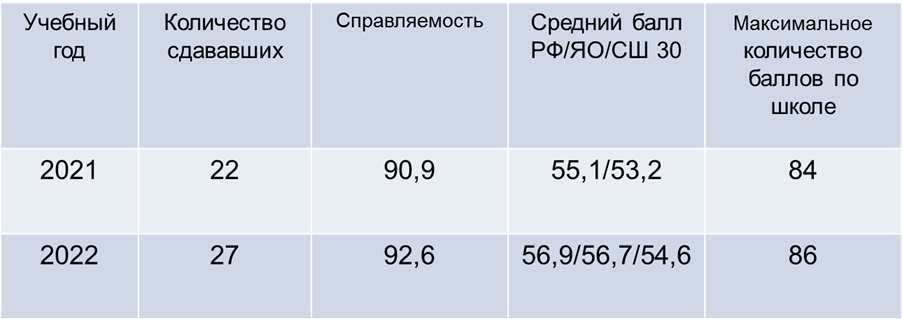 Учебный год
Количество сдававших
Справляемость
Средний балл РФ/ЯО/СШ 30
Максимальное количество баллов по школе
2021
22
90,9
55,1/53,2
84
2022
27
92,6
56,9/56,7/54,6
86